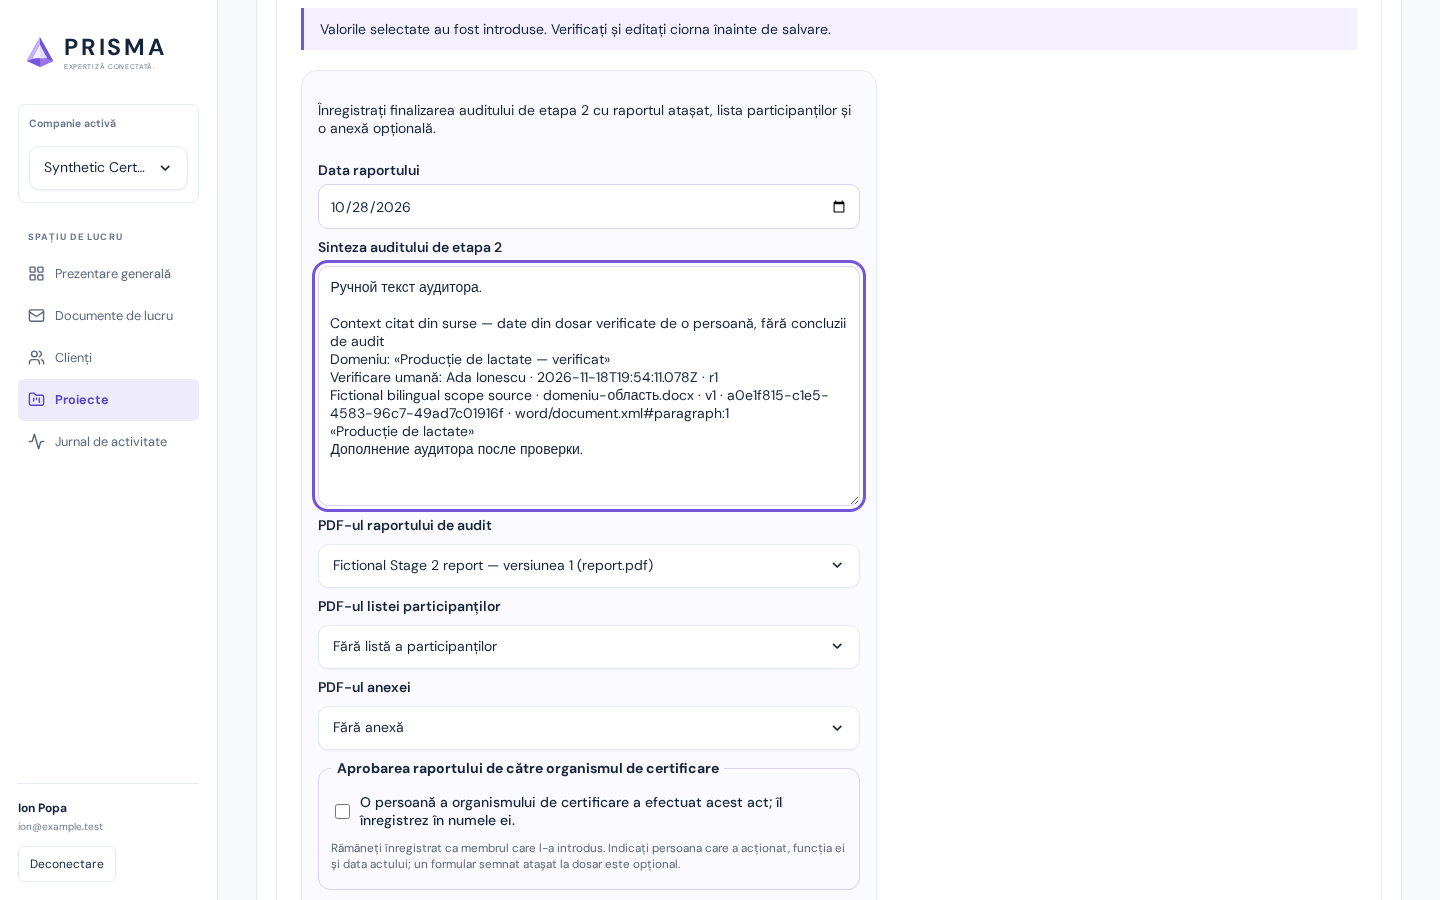 PRISMA
EXPERTIZĂ CONECTATĂ.
Companie activă
Synthetic Cert...
SPAȚIU DE LUCRU
Prezentare generală
Documente de lucru
Clienți
Proiecte
Jurnal de activitate
Ion Popa
ion@example.test
Deconectare
Valorile selectate au fost introduse. Verificați și editați ciorna înainte de salvare.
Înregistrați finalizarea auditului de etapa 2 cu raportul atașat, lista participanților și
o anexă opțională.
Data raportului
10/28/2026
Sinteza auditului de etapa 2
Ручной текст аудитора.
Context citat din surse — date din dosar verificate de o persoană, fără concluzii
de audit
Domeniu: «Producție de lactate — verificat»
Verificare umană: Ada Ionescu · 2026-11-18T19:54:11.078Z · r1
Fictional bilingual scope source · domeniu-область.docx · v1 · a0e1f815-c1e5-
4583-96c7-49ad7c01916f · word/document.xml#paragraph:1
«Producție de lactate»
Дополнение аудитора после проверки.
PDF-ul raportului de audit
Fictional Stage 2 report — versiunea 1 (report.pdf)
PDF-ul listei participanților
Fără listă a participanților
PDF-ul anexei
Fără anexă
Aprobarea raportului de către organismul de certificare
O persoană a organismului de certificare a efectuat acest act; îl
înregistrez în numele ei.
Rămâneți înregistrat ca membrul care l-a introdus. Indicați persoana care a acționat, funcția ei
și data actului; un formular semnat atașat la dosar este opțional.